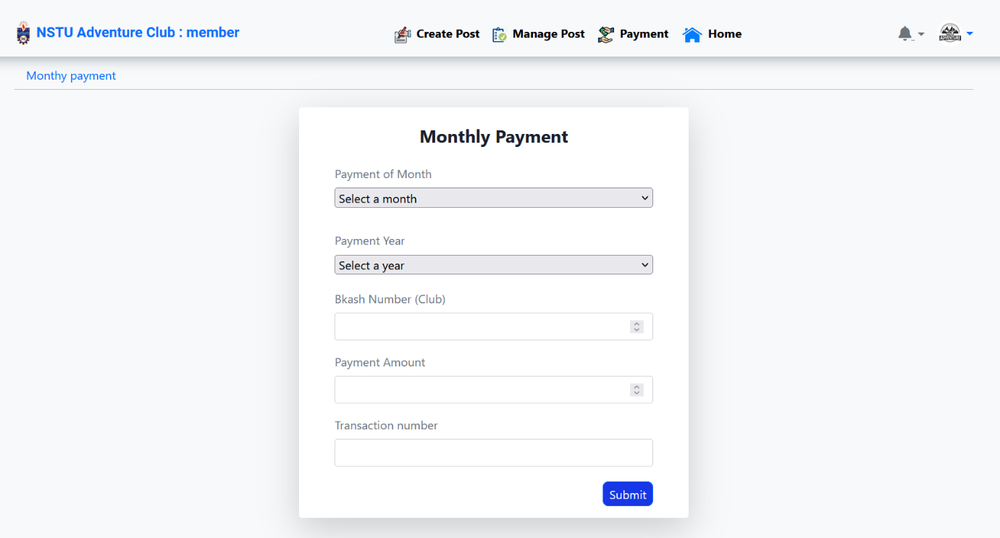 NSTU Adventure Club : member
Create Post
Manage Post
Payment
Home
ADVENTURE
Monthy payment
Monthly Payment
Payment of Month
Select a month
Payment Year
Select a year
Bkash Number (Club)
Payment Amount
Transaction number
Submit